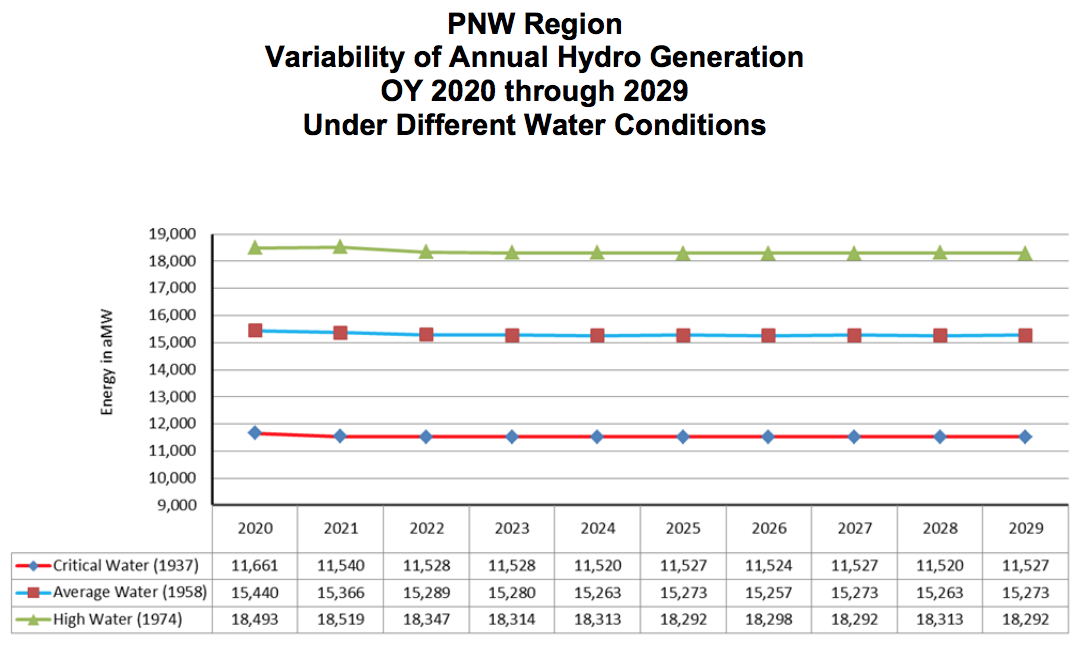 PNW Region
Variability of Annual Hydro Generation
OY 2020 through 2029
Under Different Water Conditions
Energy in aMW
19,000
18,000
17,000
16,000
15,000
14,000
13,000
12,000
11,000
10,000
9,000
2020 2021 2022 2023 2024 2025 2026 2027 2028 2029
Critical Water (1937) 11,661 11,540 11,528 11,528 11,520 11,527 11,524 11,527 11,520 11,527
Average Water (1958) 15,440 15,366 15,289 15,280 15,263 15,273 15,257 15,273 15,263 15,273
High Water (1974) 18,493 18,519 18,347 18,314 18,313 18,292 18,298 18,292 18,313 18,292